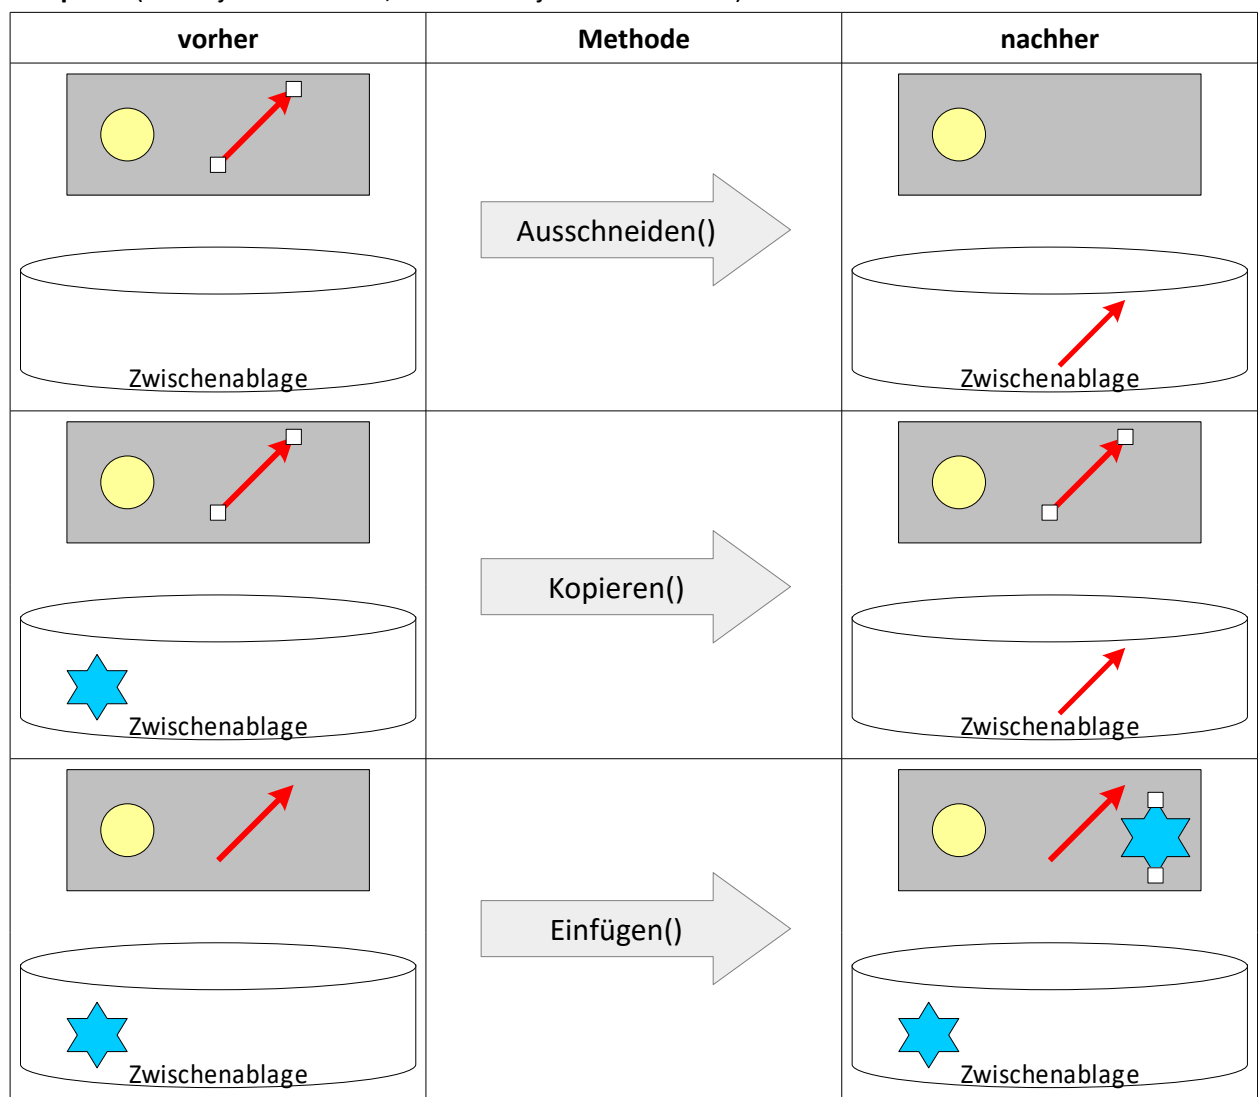 vorher Methode nachher
Ausschneiden()
Zwischenablage Zwischenablage
Kopieren()
Zwischenablage Zwischenablage
Einfügen()
Zwischenablage Zwischenablage